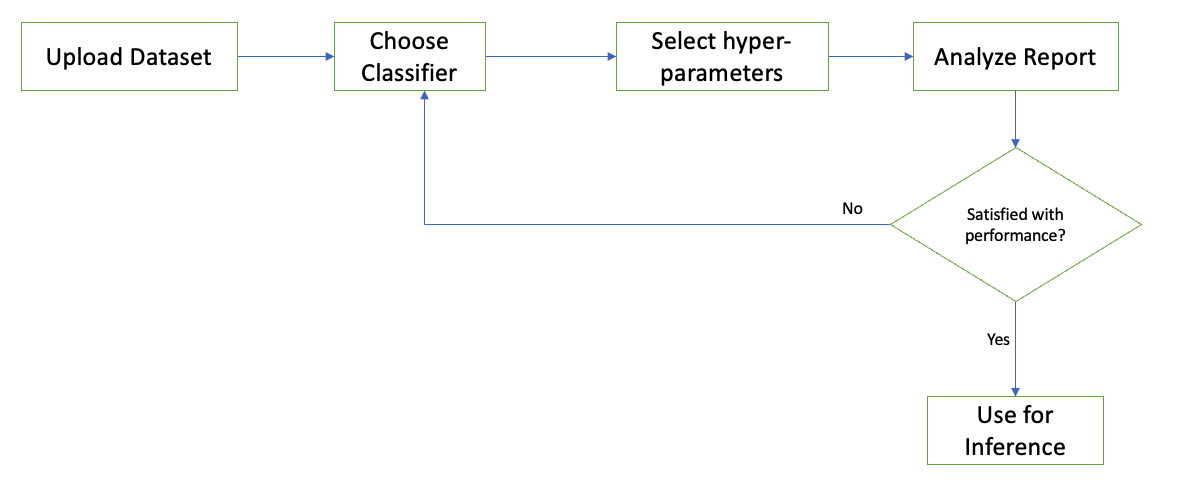 Upload Dataset
Choose
Classifier
Select hyper-
parameters
Analyze Report
No
Satisfied with
performance?
Yes
Use for
Inference